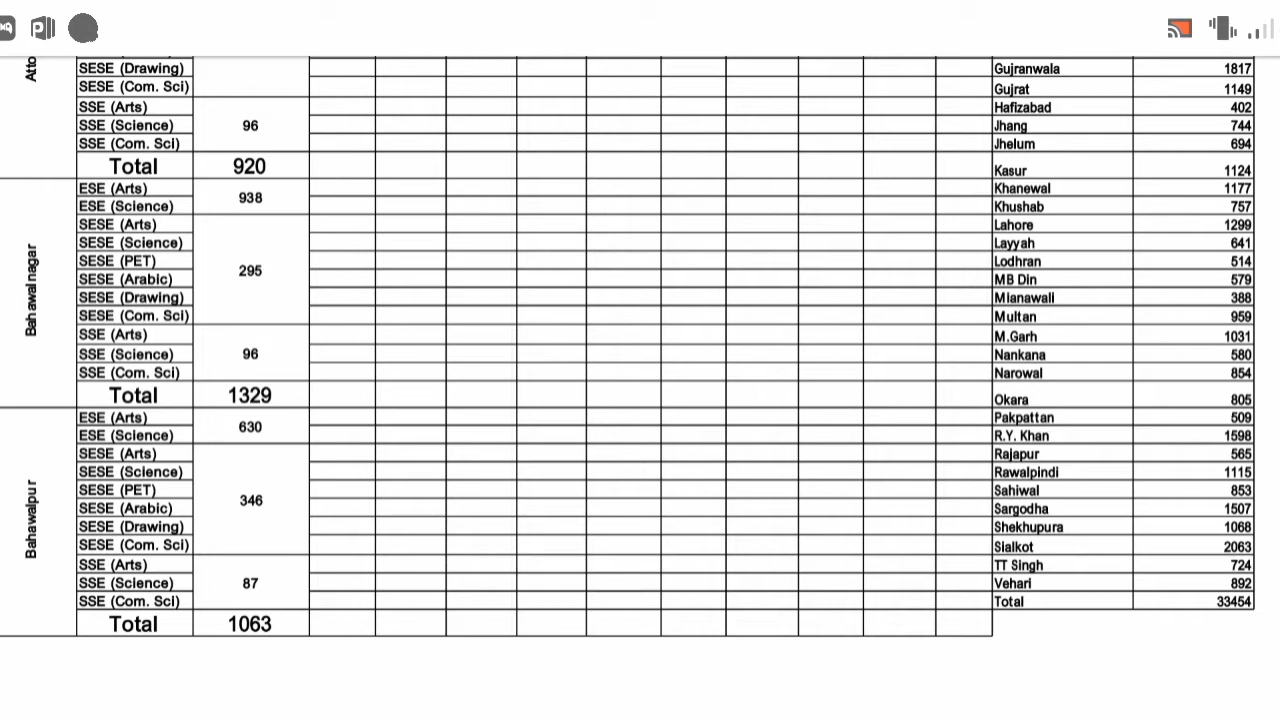 Atto
SESE (Drawing)
SESE (Com. Sci)
SSE (Arts)
SSE (Science) 96
SSE (Com. Sci)
Total 920
Bahawalnagar
ESE (Arts)
ESE (Science) 938
SESE (Arts)
SESE (Science)
SESE (PET)
SESE (Arabic) 295
SESE (Drawing)
SESE (Com. Sci)
SSE (Arts)
SSE (Science) 96
SSE (Com. Sci)
Total 1329
Bahawalpur
ESE (Arts)
ESE (Science) 630
SESE (Arts)
SESE (Science)
SESE (PET)
SESE (Arabic) 346
SESE (Drawing)
SESE (Com. Sci)
SSE (Arts)
SSE (Science) 87
SSE (Com. Sci)
Total 1063
Gujranwala 1817
Gujrat 1149
Hafizabad 402
Jhang 744
Jhelum 694
Kasur 1124
Khanewal 1177
Khushab 757
Lahore 1299
Layyah 641
Lodhran 514
MB Din 579
Mianawali 388
Multan 959
M.Garh 1031
Nankana 580
Narowal 854
Okara 805
Pakpattan 509
R.Y. Khan 1598
Rajapur 565
Rawalpindi 1115
Sahiwal 853
Sargodha 1507
Shekhupura 1068
Sialkot 2063
TT Singh 724
Vehari 892
Total 33454